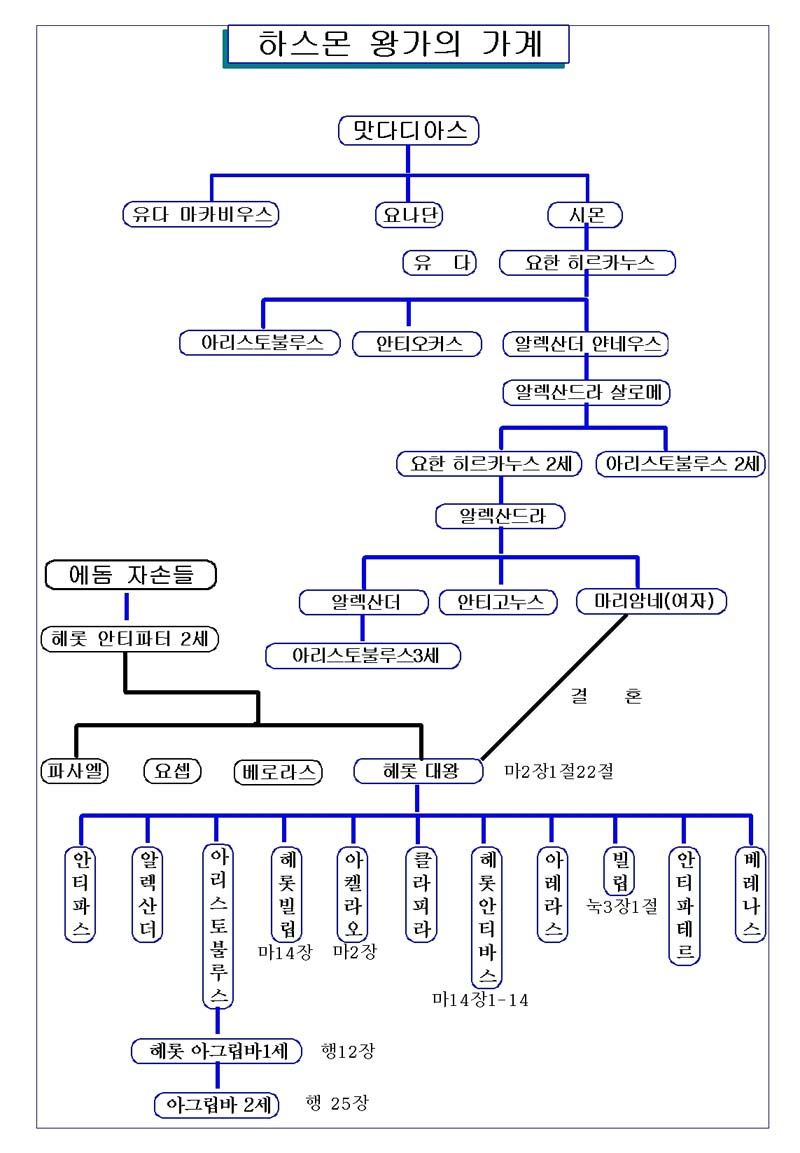 하스몬 왕가의 가계
맛다디아스
유다 마카비우스
요나단
시몬
유 다
요한 히르카누스
아리스토불루스
안티오커스
알렉산더 얀네우스
알렉산드라 살로메
요한 히르카누스 2세
아리스토불루스 2세
알렉산드라
에돔 자손들
알렉산더
안티고누스
마리암네(여자)
헤롯 안티파터 2세
아리스토불루스3세
결 혼
파사엘
요셉
베로라스
헤롯 대왕
마2장1절22절
안티파스
알렉산더
아리스토불루스
헤롯빌립
마14장
아켈라오
마2장
클라피라
헤롯안티바스
마14장1-14
아레라스
빌립
눅3장1절
안티파테르
베레나스
헤롯 아그립바1세
행12장
아그립바 2세
행 25장